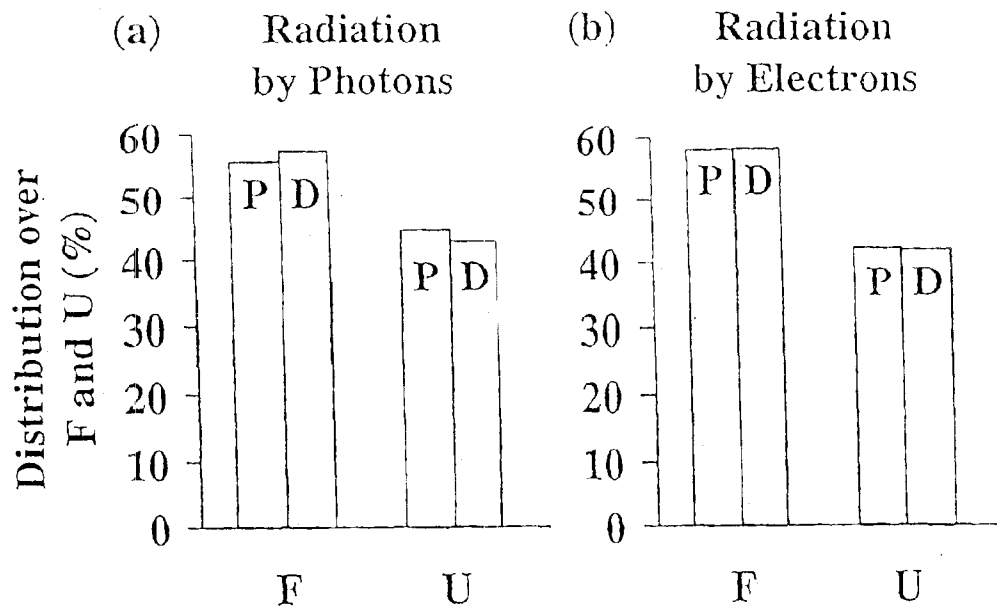 (a) Radiation by Photons
(b) Radiation by Electrons
Distribution over
F and U (%)
60
50
40
30
20
10
0
P D
P D
F U
60
50
40
30
20
10
0
P D
P D
F U